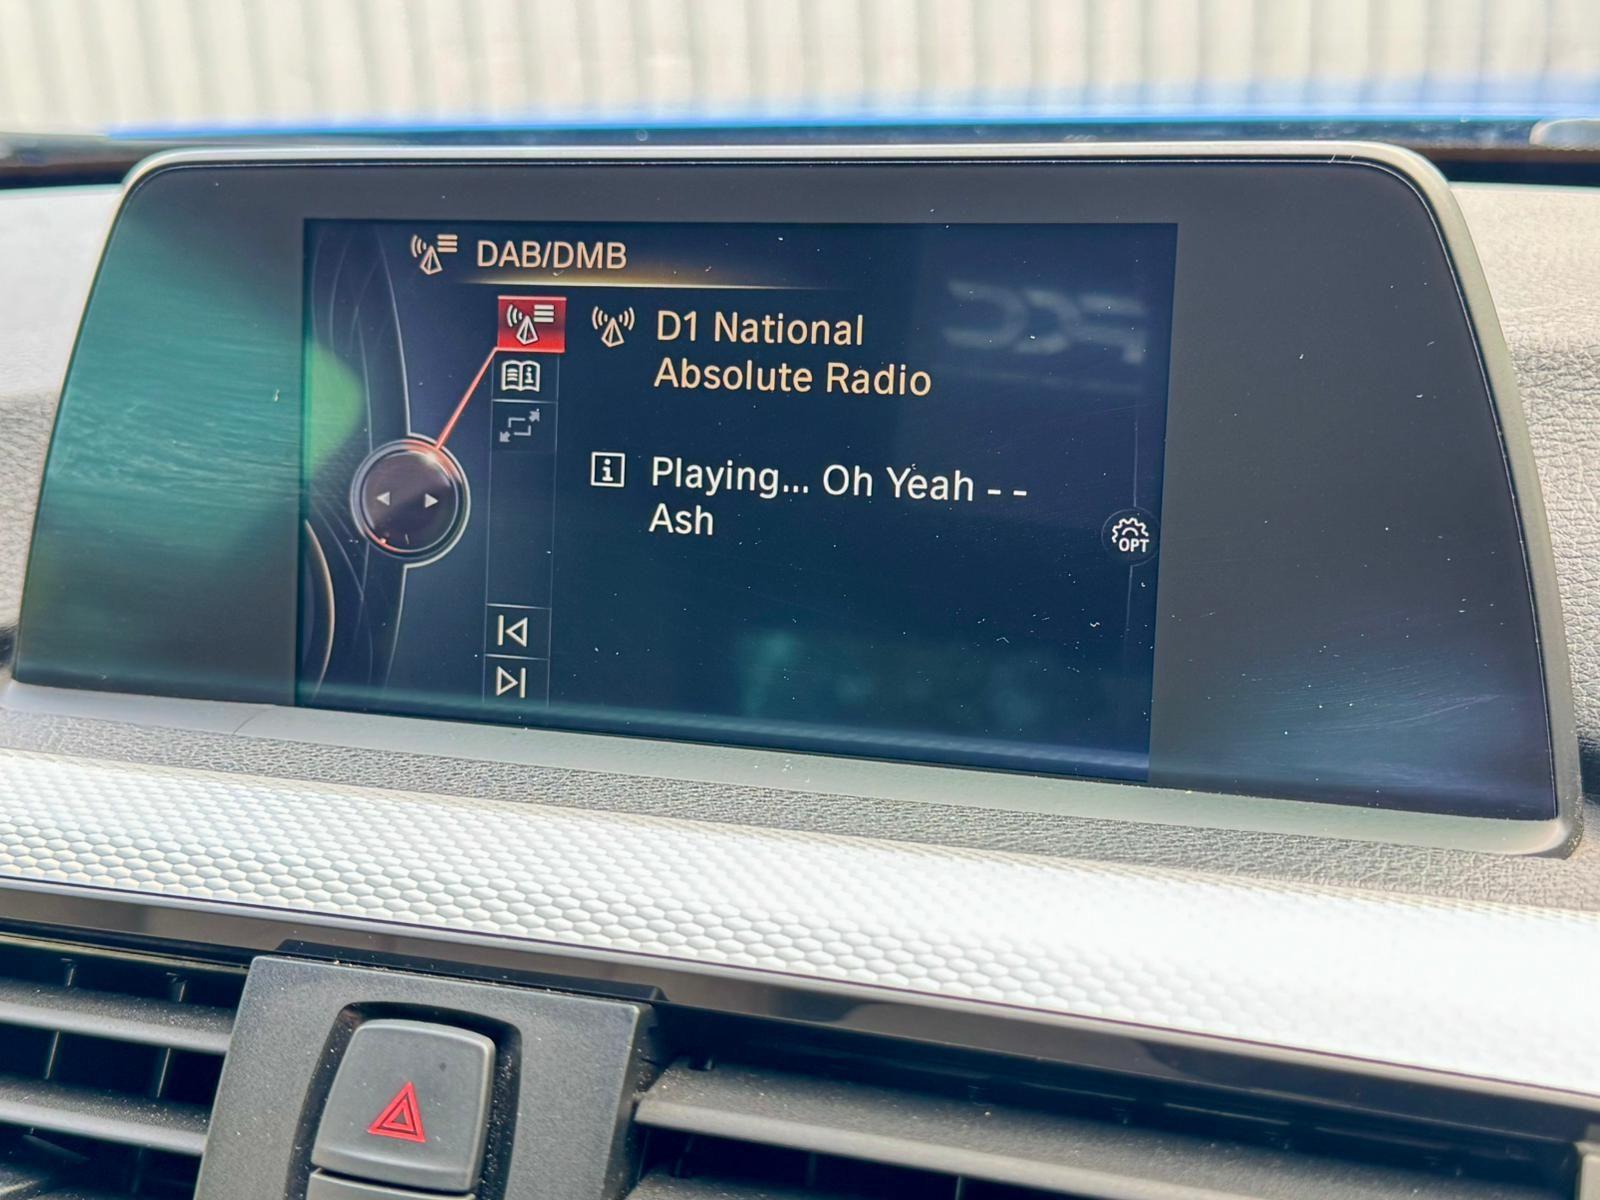 DAB/DMB
D1 National
Absolute Radio
Playing... Oh Yeah - -
Ash
OPT